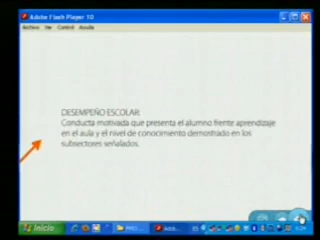 Adobe Flash Player 10
Archivo Ver Control Ayuda
DESEMPEÑO ESCOLAR:
Conducta motivada que presenta el alumno frente aprendizaje
en el aula y el nivel de conocimiento demostrado en los
subsectores señalados.
Inicio